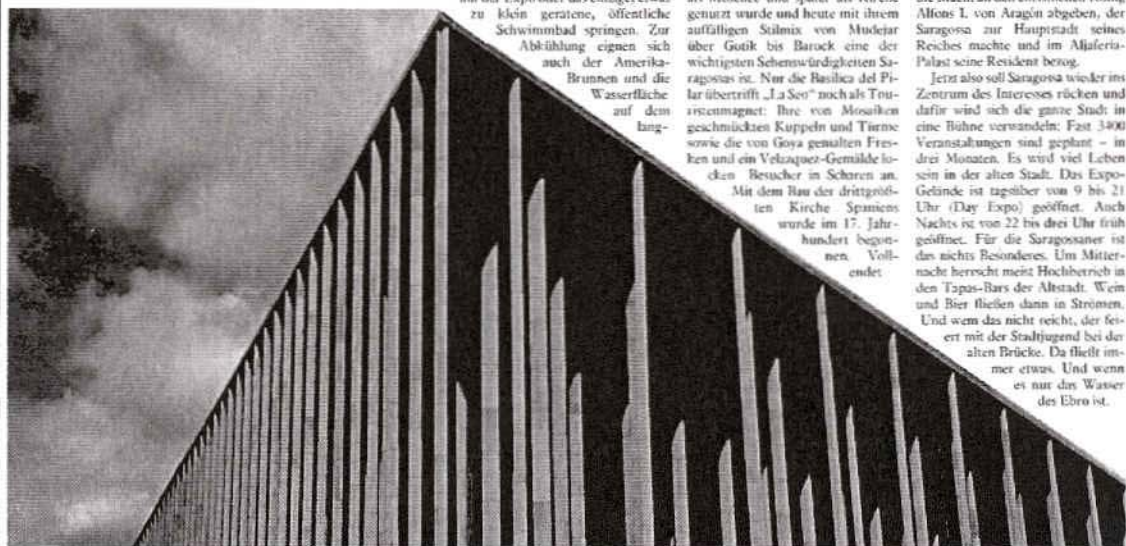 zu klein geratene, öffentliche
Schwimmbad springen. Zur
Abkühlung eignen sich
auch der Amerika-
Brunnen und die
Wasserfläche
auf dem
lang-
genutzt wurde und heute mit ihrem
auffälligen Stilmix von Mudejar
über Gotik bis Barock eine der
wichtigsten Sehenswürdigkeiten Sa-
ragossas ist. Nur die Basilica del Pi-
lar übertrifft „La Seo“ noch als Tou-
ristenmagnet: Ihre von Mosaiken
geschmückten Kuppeln und Türme
sowie die von Goya gemalten Fres-
ken und ein Velazquez-Gemälde lo-
cken Besucher in Scharen an.
Mit dem Bau der drittgröß-
ten Kirche Spaniens
wurde im 17. Jahr-
hundert begon-
nen. Voll-
endet
Alfons I. von Aragón abgeben, der
Saragossa zur Hauptstadt seines
Reiches machte und im Aljaferia-
Palast seine Resident bezog.
Jetzt also soll Saragossa wieder ins
Zentrum des Interesses rücken und
dafür wird sich die ganze Stadt in
eine Bühne verwandeln: Fast 3400
Veranstaltungen sind geplant – in
drei Monaten. Es wird viel Leben
sein in der alten Stadt. Das Expo-
Gelände ist tagsüber von 9 bis 21
Uhr (Day Expo) geöffnet. Auch
Nachts ist von 22 bis drei Uhr früh
geöffnet. Für die Saragossaner ist
das nichts Besonderes. Um Mitter-
nacht herrscht meist Hochbetrieb in
den Tapas-Bars der Altstadt. Wein
und Bier fließen dann in Strömen.
Und wem das nicht reicht, der fei-
ert mit der Stadtjugend bei der
alten Brücke. Da fließt im-
mer etwas. Und wenn
es nur das Wasser
des Ebro ist.